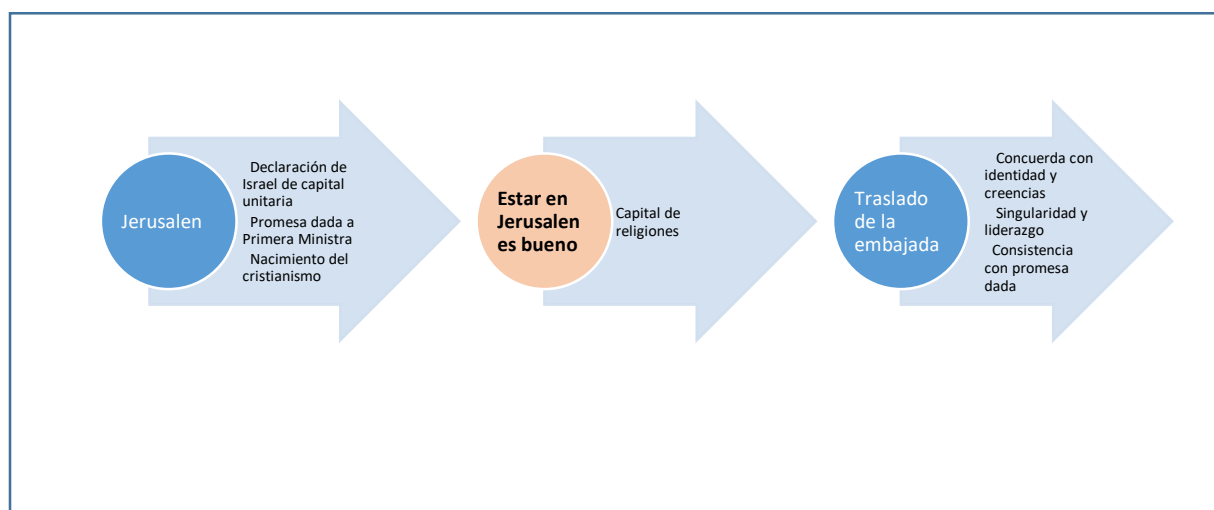 Jerusalen
Declaración de
Israel de capital
unitaria
Promesa dada a
Primera Ministra
Nacimiento del
cristianismo
Estar en
Jerusalen
es bueno
Capital de
religiones
Traslado
de la
embajada
Concuerda con
identidad y
creencias
Singularidad y
liderazgo
Consistencia
con promesa
dada